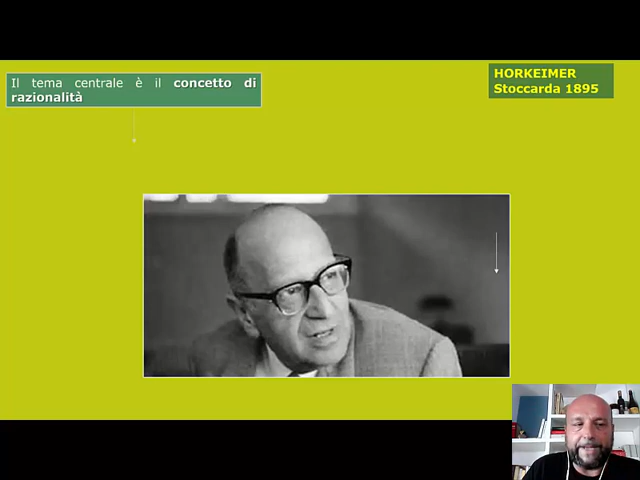 Il tema centrale è il concetto di
razionalità
HORKEIMER
Stoccarda 1895